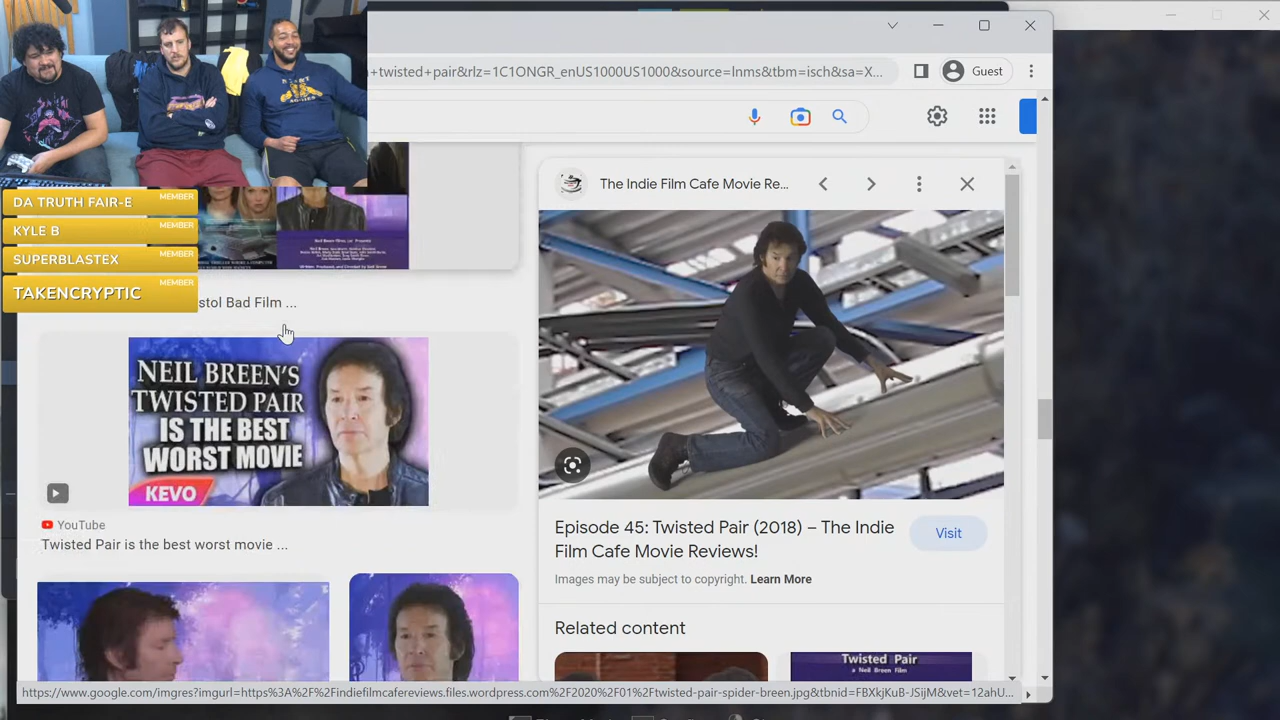 +twisted+pair&rlz=1C1ONGR_enUS1000US1000&source=lnms&tbm=isch&sa=X...
Guest
DA TRUTH FAIR-E
MEMBER
KYLE B
MEMBER
SUPERBLASTEX
MEMBER
TAKENCRYPTIC
MEMBER
stol Bad Film ...
NEIL BREEN'S
TWISTED PAIR
IS THE BEST
WORST MOVIE
KEVO
YouTube
Twisted Pair is the best worst movie ...
The Indie Film Cafe Movie Re...
Episode 45: Twisted Pair (2018) – The Indie
Film Cafe Movie Reviews!
Visit
Images may be subject to copyright. Learn More
Related content
Twisted Pair
a Neil Breen Film
https://www.google.com/imgres?imgurl=https%3A%2F%2Findiefilmcafereviews.files.wordpress.com%2F2020%2F01%2Ftwisted-pair-spider-breen.jpg&tbnid=FBXkjKuB-JSijM&vet=12ahU...